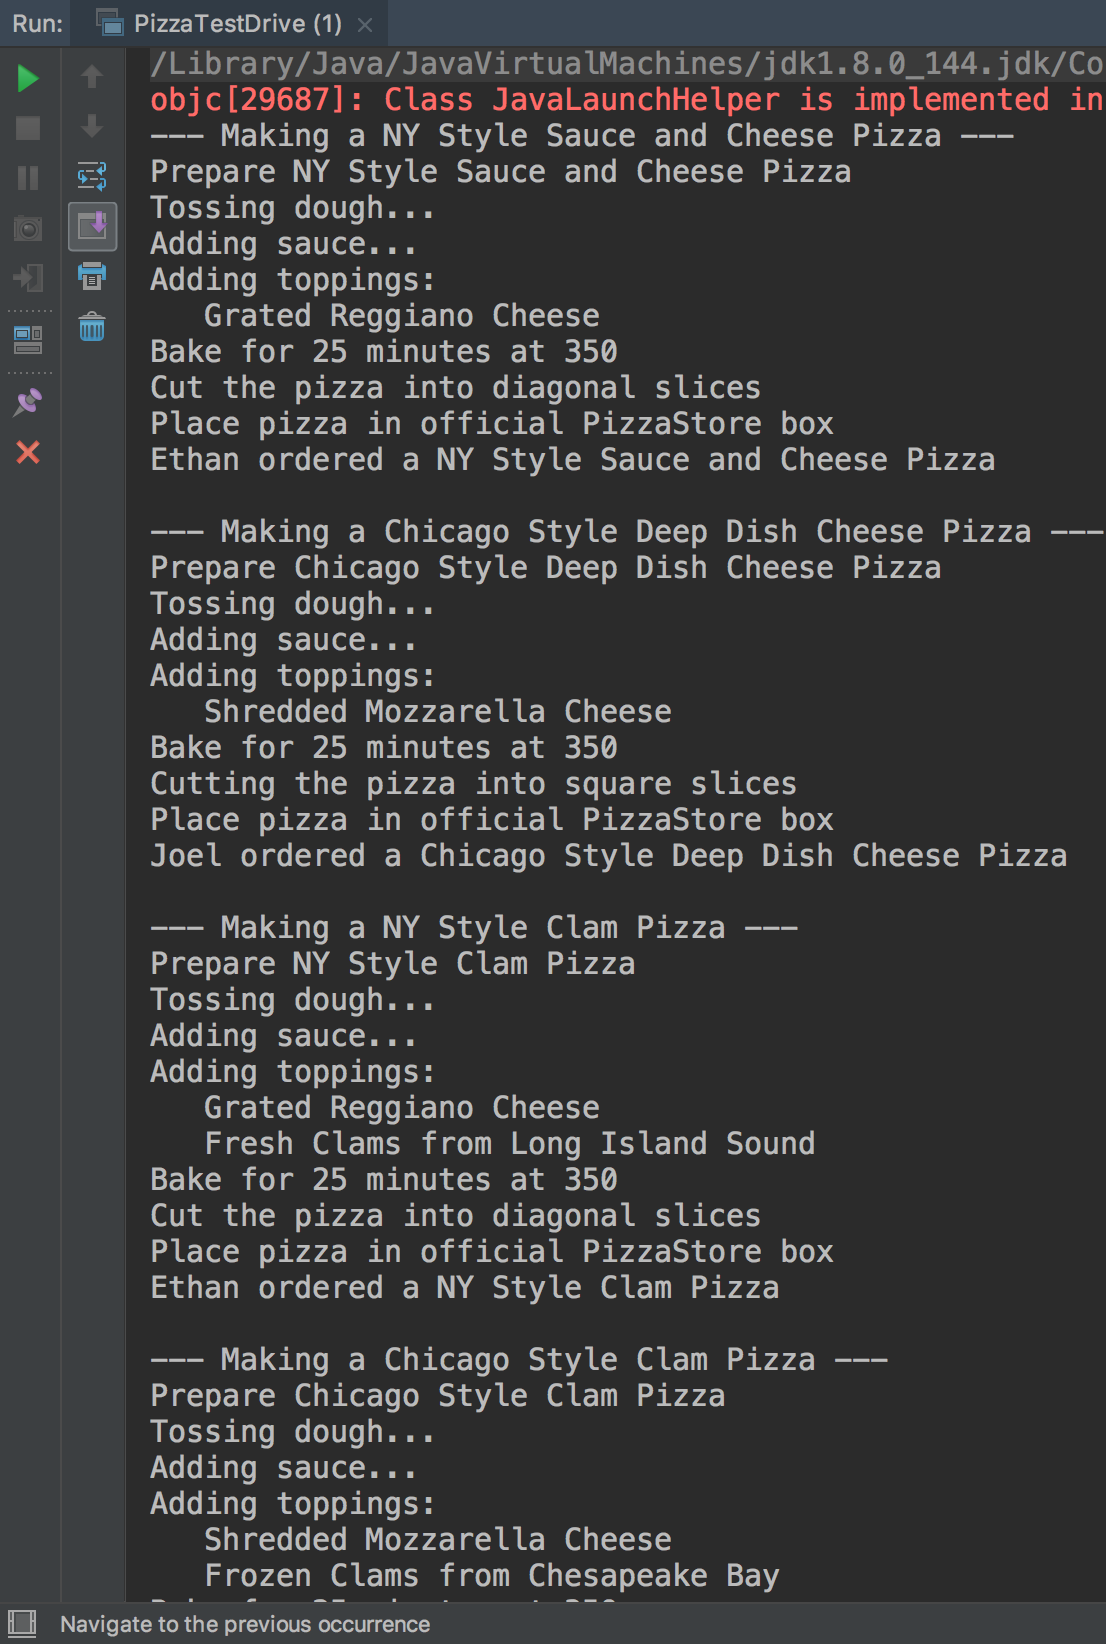 Run: PizzaTestDrive (1)
/Library/Java/JavaVirtualMachines/jdk1.8.0_144.jdk/Co
objc[29687]: Class JavaLaunchHelper is implemented in
--- Making a NY Style Sauce and Cheese Pizza ---
Prepare NY Style Sauce and Cheese Pizza
Tossing dough...
Adding sauce...
Adding toppings:
   Grated Reggiano Cheese
Bake for 25 minutes at 350
Cut the pizza into diagonal slices
Place pizza in official PizzaStore box
Ethan ordered a NY Style Sauce and Cheese Pizza

--- Making a Chicago Style Deep Dish Cheese Pizza ---
Prepare Chicago Style Deep Dish Cheese Pizza
Tossing dough...
Adding sauce...
Adding toppings:
   Shredded Mozzarella Cheese
Bake for 25 minutes at 350
Cutting the pizza into square slices
Place pizza in official PizzaStore box
Joel ordered a Chicago Style Deep Dish Cheese Pizza

--- Making a NY Style Clam Pizza ---
Prepare NY Style Clam Pizza
Tossing dough...
Adding sauce...
Adding toppings:
   Grated Reggiano Cheese
   Fresh Clams from Long Island Sound
Bake for 25 minutes at 350
Cut the pizza into diagonal slices
Place pizza in official PizzaStore box
Ethan ordered a NY Style Clam Pizza

--- Making a Chicago Style Clam Pizza ---
Prepare Chicago Style Clam Pizza
Tossing dough...
Adding sauce...
Adding toppings:
   Shredded Mozzarella Cheese
   Frozen Clams from Chesapeake Bay
Navigate to the previous occurrence